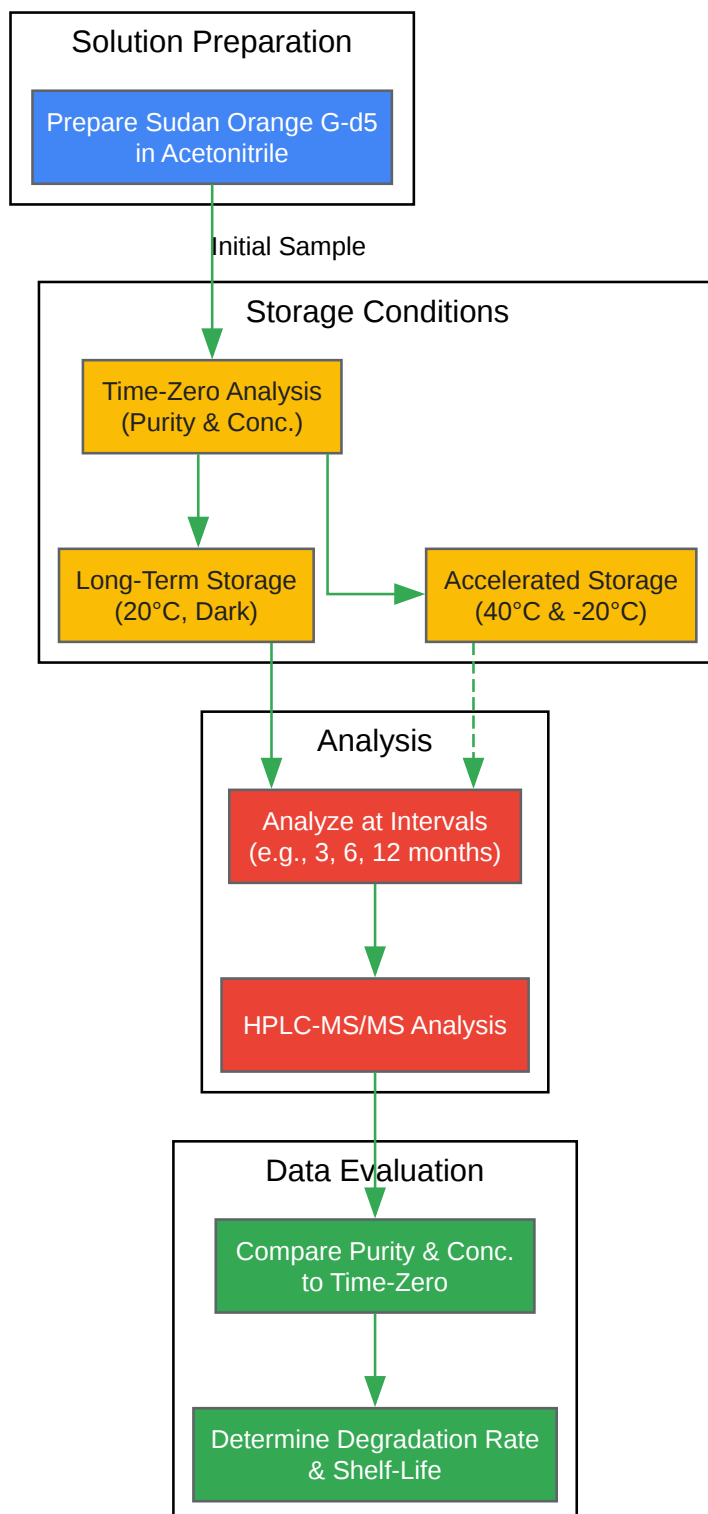 Solution Preparation
Prepare Sudan Orange G-d5
in Acetonitrile
Initial Sample
Storage Conditions
Time-Zero Analysis
(Purity & Conc.)
Long-Term Storage
(20°C, Dark)
Accelerated Storage
(40°C & -20°C)
Analysis
Analyze at Intervals
(e.g., 3, 6, 12 months)
HPLC-MS/MS Analysis
Data Evaluation
Compare Purity & Conc.
to Time-Zero
Determine Degradation Rate
& Shelf-Life